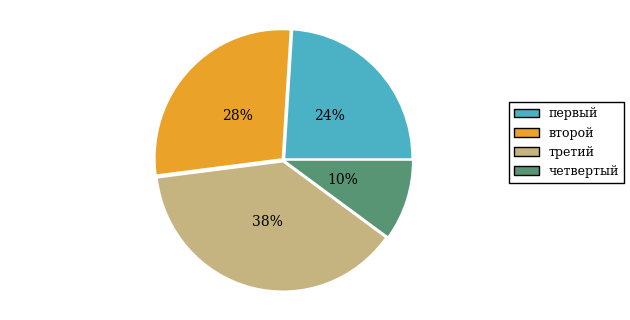 28%
24%
10%
38%
первый
второй
третий
четвертый